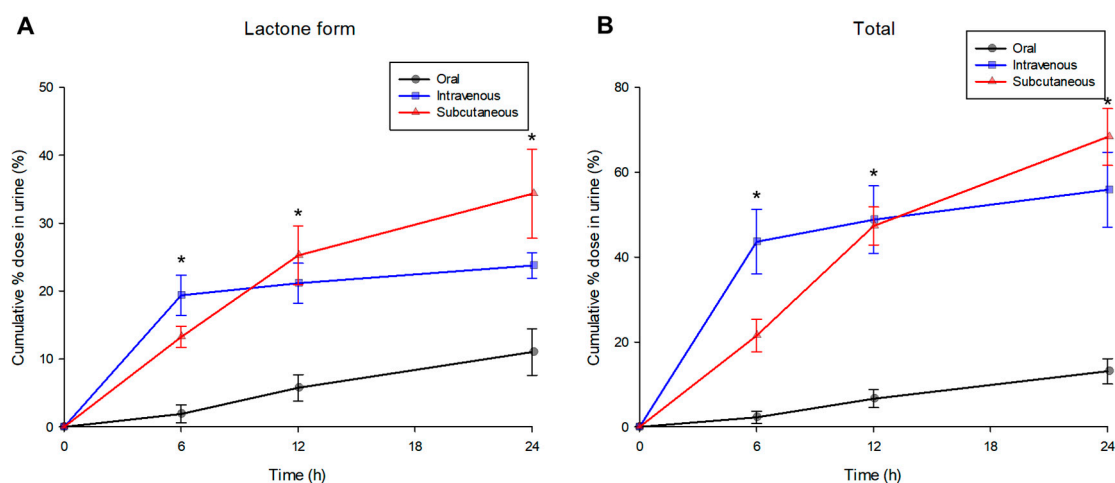 A
Lactone form
Oral
Intravenous
Subcutaneous
Cumulative % dose in urine (%)
50
40
30
20
10
0
*
*
*
0
6
12
18
24
Time (h)
B
Total
Oral
Intravenous
Subcutaneous
Cumulative % dose in urine (%)
80
60
40
20
0
*
*
*
0
6
12
18
24
Time (h)